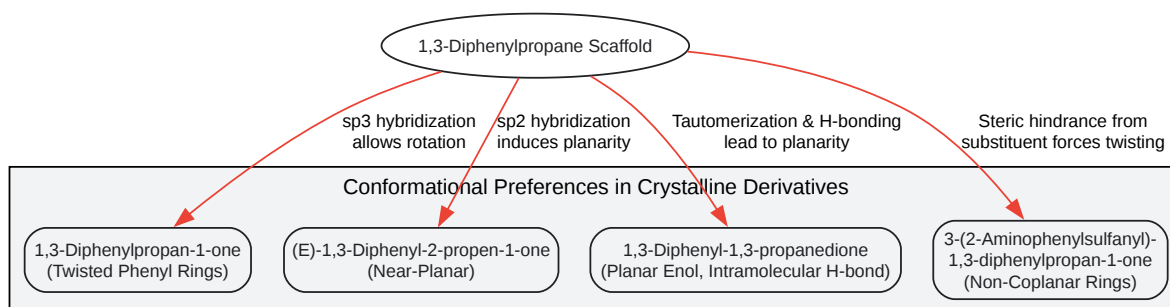 1,3-Diphenylpropane Scaffold
sp3 hybridization
allows rotation
sp2 hybridization
induces planarity
Tautomerization & H-bonding
lead to planarity
Steric hindrance from
substituent forces twisting
Conformational Preferences in Crystalline Derivatives
1,3-Diphenylpropan-1-one
(Twisted Phenyl Rings)
(E)-1,3-Diphenyl-2-propen-1-one
(Near-Planar)
1,3-Diphenyl-1,3-propanedione
(Planar Enol, Intramolecular H-bond)
3-(2-Aminophenylsulfanyl)-
1,3-diphenylpropan-1-one
(Non-Coplanar Rings)